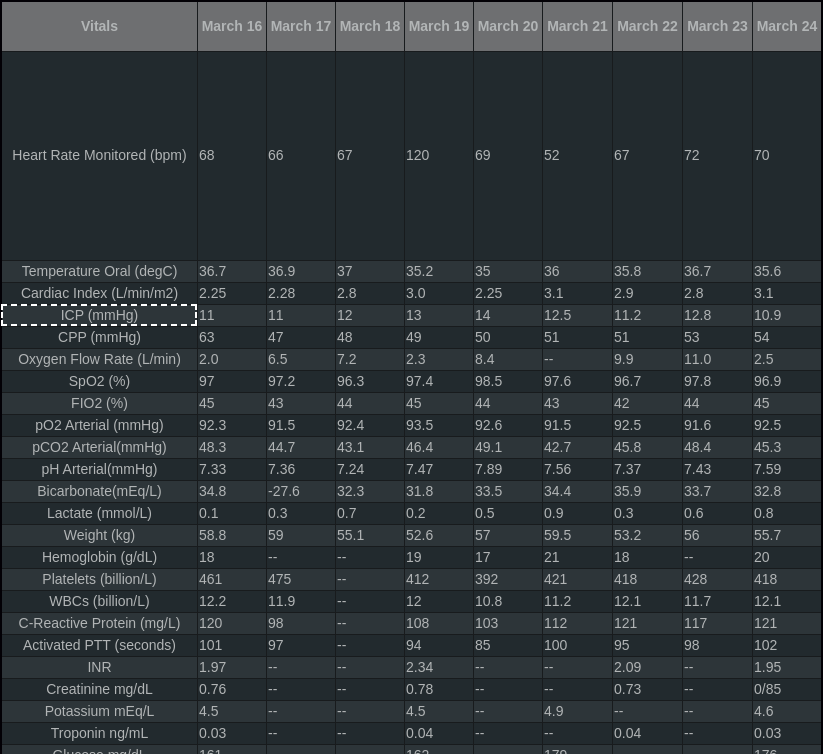 Vitals March 16 March 17 March 18 March 19 March 20 March 21 March 22 March 23 March 24
Heart Rate Monitored (bpm) 68 66 67 120 69 52 67 72 70
Temperature Oral (degC) 36.7 36.9 37 35.2 35 36 35.8 36.7 35.6
Cardiac Index (L/min/m2) 2.25 2.28 2.8 3.0 2.25 3.1 2.9 2.8 3.1
ICP (mmHg) 11 11 12 13 14 12.5 11.2 12.8 10.9
CPP (mmHg) 63 47 48 49 50 51 51 53 54
Oxygen Flow Rate (L/min) 2.0 6.5 7.2 2.3 8.4 -- 9.9 11.0 2.5
SpO2 (%) 97 97.2 96.3 97.4 98.5 97.6 96.7 97.8 96.9
FIO2 (%) 45 43 44 45 44 43 42 44 45
pO2 Arterial (mmHg) 92.3 91.5 92.4 93.5 92.6 91.5 92.5 91.6 92.5
pCO2 Arterial(mmHg) 48.3 44.7 43.1 46.4 49.1 42.7 45.8 48.4 45.3
pH Arterial(mmHg) 7.33 7.36 7.24 7.47 7.89 7.56 7.37 7.43 7.59
Bicarbonate(mEq/L) 34.8 -27.6 32.3 31.8 33.5 34.4 35.9 33.7 32.8
Lactate (mmol/L) 0.1 0.3 0.7 0.2 0.5 0.9 0.3 0.6 0.8
Weight (kg) 58.8 59 55.1 52.6 57 59.5 53.2 56 55.7
Hemoglobin (g/dL) 18 -- -- 19 17 21 18 -- 20
Platelets (billion/L) 461 475 -- 412 392 421 418 428 418
WBCs (billion/L) 12.2 11.9 -- 12 10.8 11.2 12.1 11.7 12.1
C-Reactive Protein (mg/L) 120 98 -- 108 103 112 121 117 121
Activated PTT (seconds) 101 97 -- 94 85 100 95 98 102
INR 1.97 -- -- 2.34 -- -- 2.09 -- 1.95
Creatinine mg/dL 0.76 -- -- 0.78 -- -- 0.73 -- 0/85
Potassium mEq/L 4.5 -- -- 4.5 -- 4.9 -- -- 4.6
Troponin ng/mL 0.03 -- -- 0.04 -- -- 0.04 -- 0.03
Glucose mg/dL 161 162 179 176